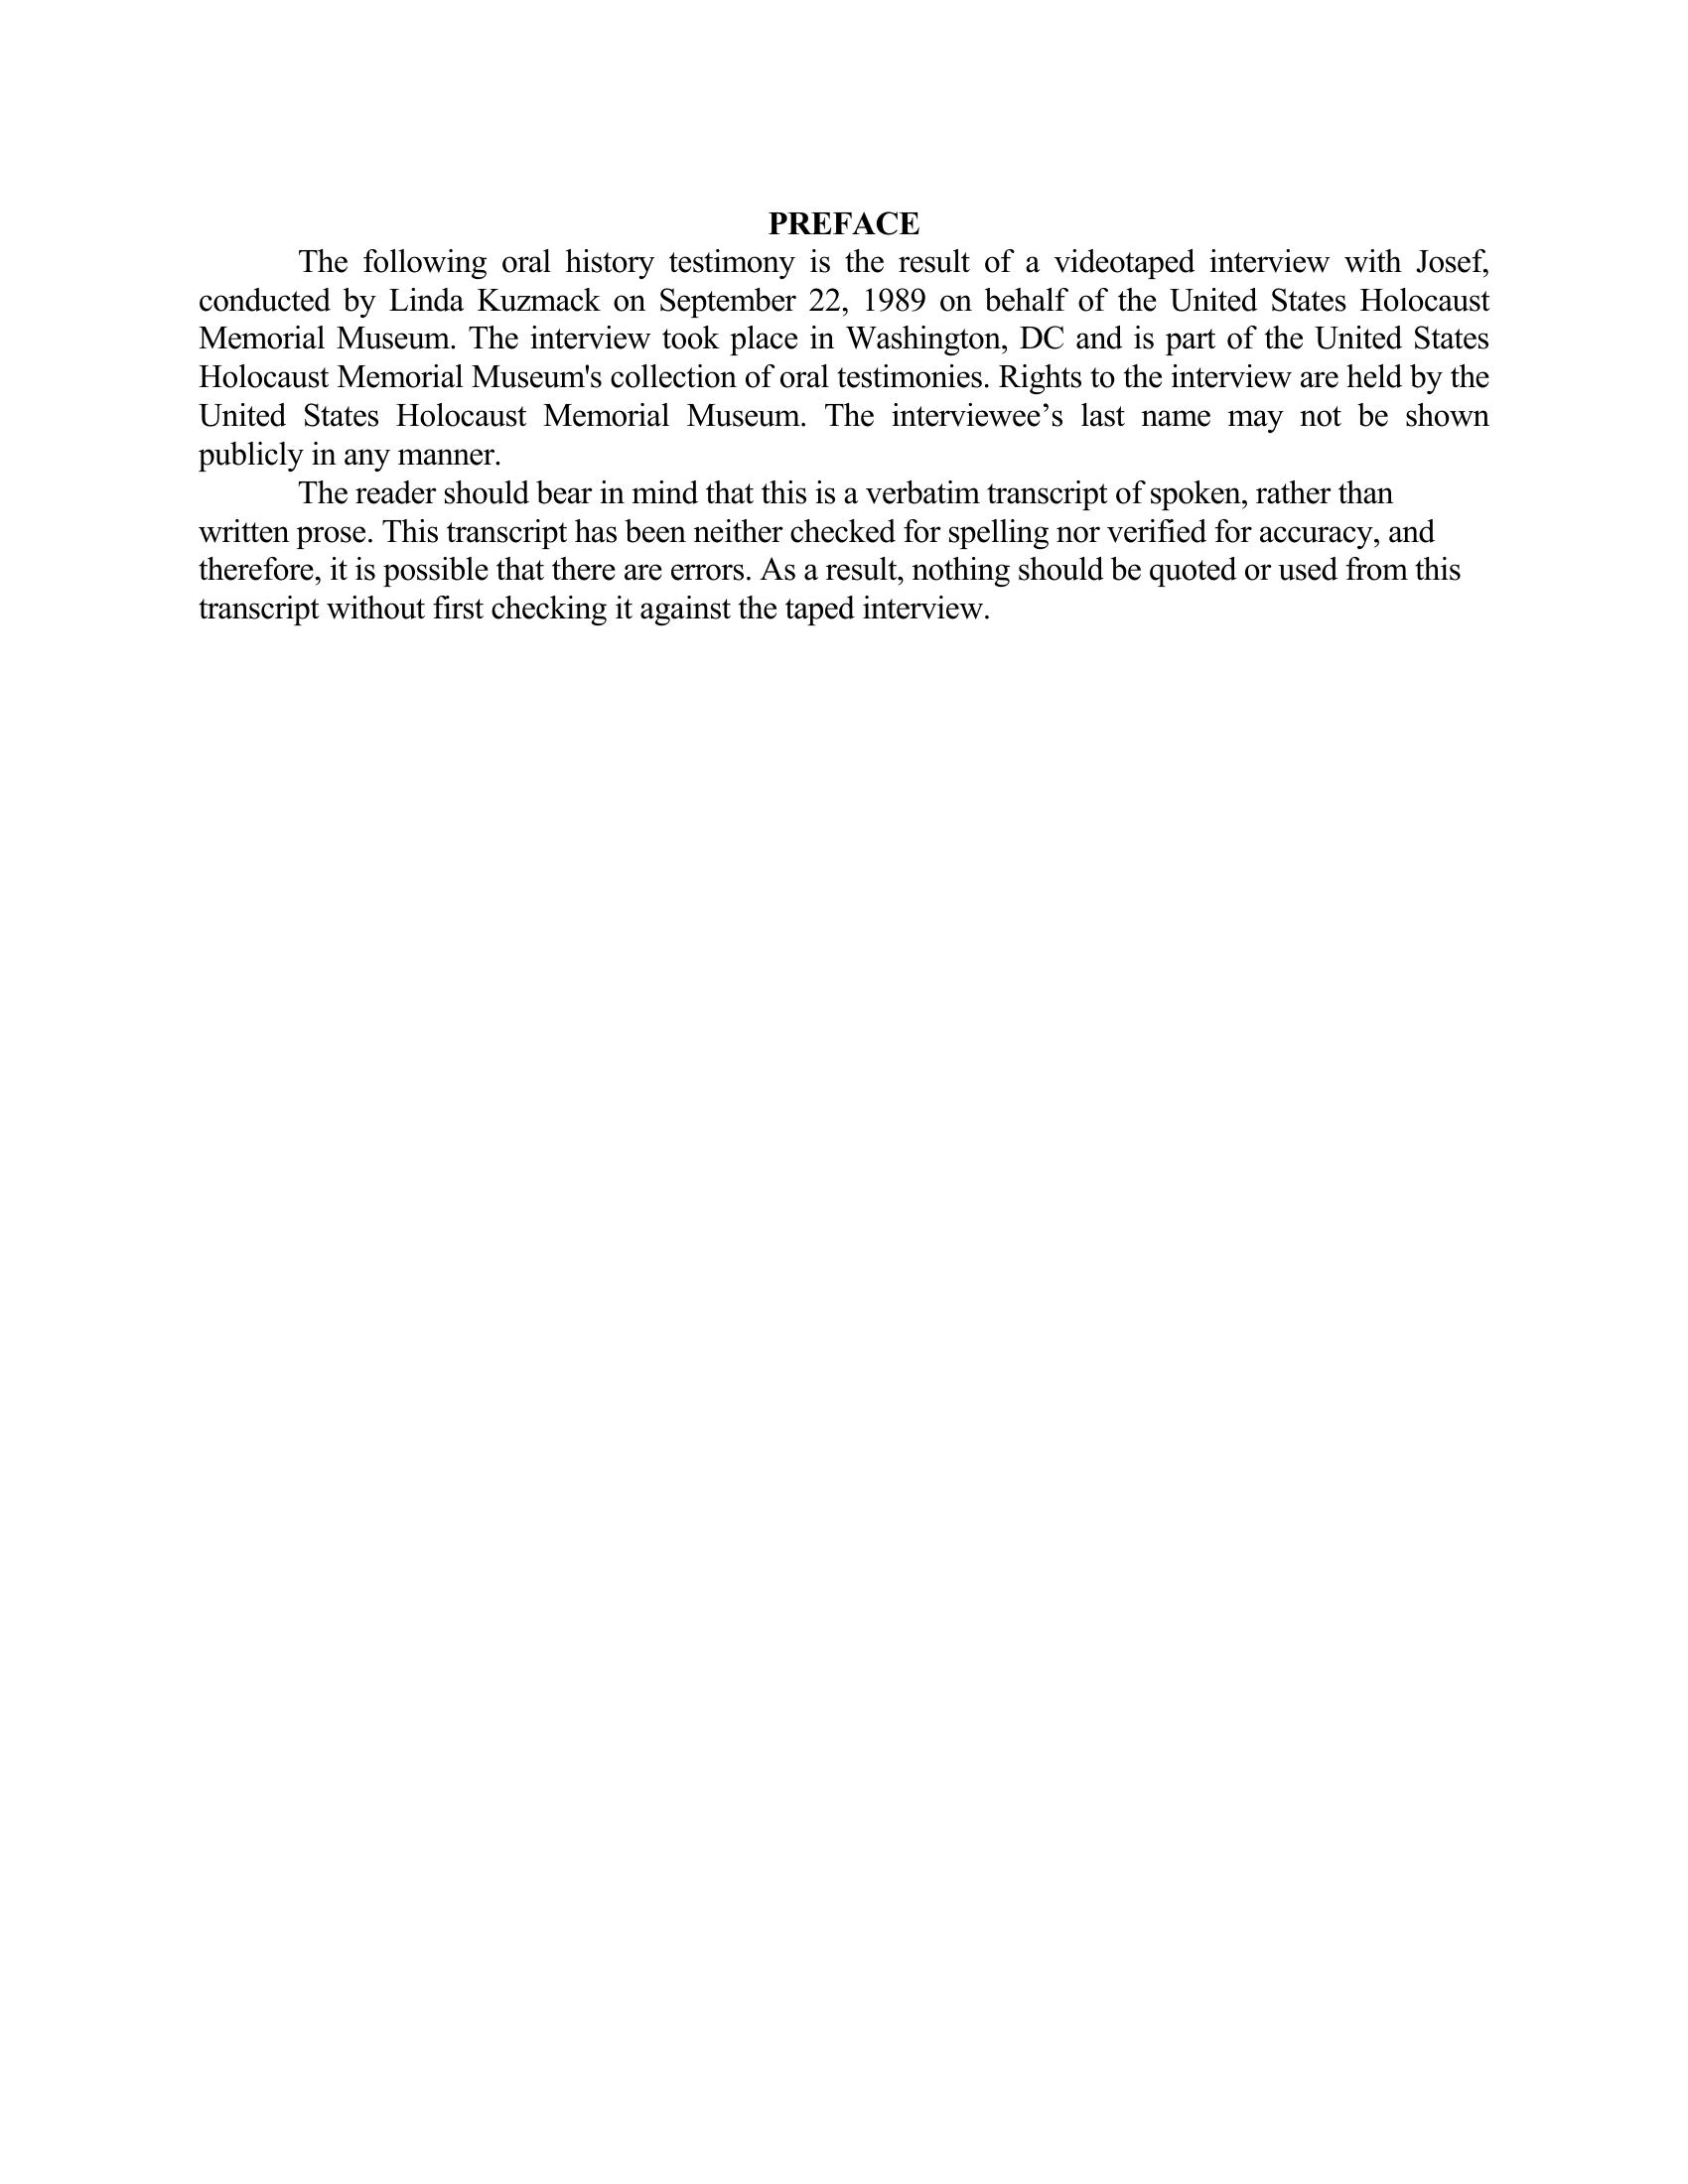 PREFACE
The following oral history testimony is the result of a videotaped interview with Josef,
conducted by Linda Kuzmack on September 22, 1989 on behalf of the United States Holocaust
Memorial Museum. The interview took place in Washington, DC and is part of the United States
Holocaust Memorial Museum's collection of oral testimonies. Rights to the interview are held by the
United States Holocaust Memorial Museum. The interviewee’s last name may not be shown
publicly in any manner.
The reader should bear in mind that this is a verbatim transcript of spoken, rather than
written prose. This transcript has been neither checked for spelling nor verified for accuracy, and
therefore, it is possible that there are errors. As a result, nothing should be quoted or used from this
transcript without first checking it against the taped interview.